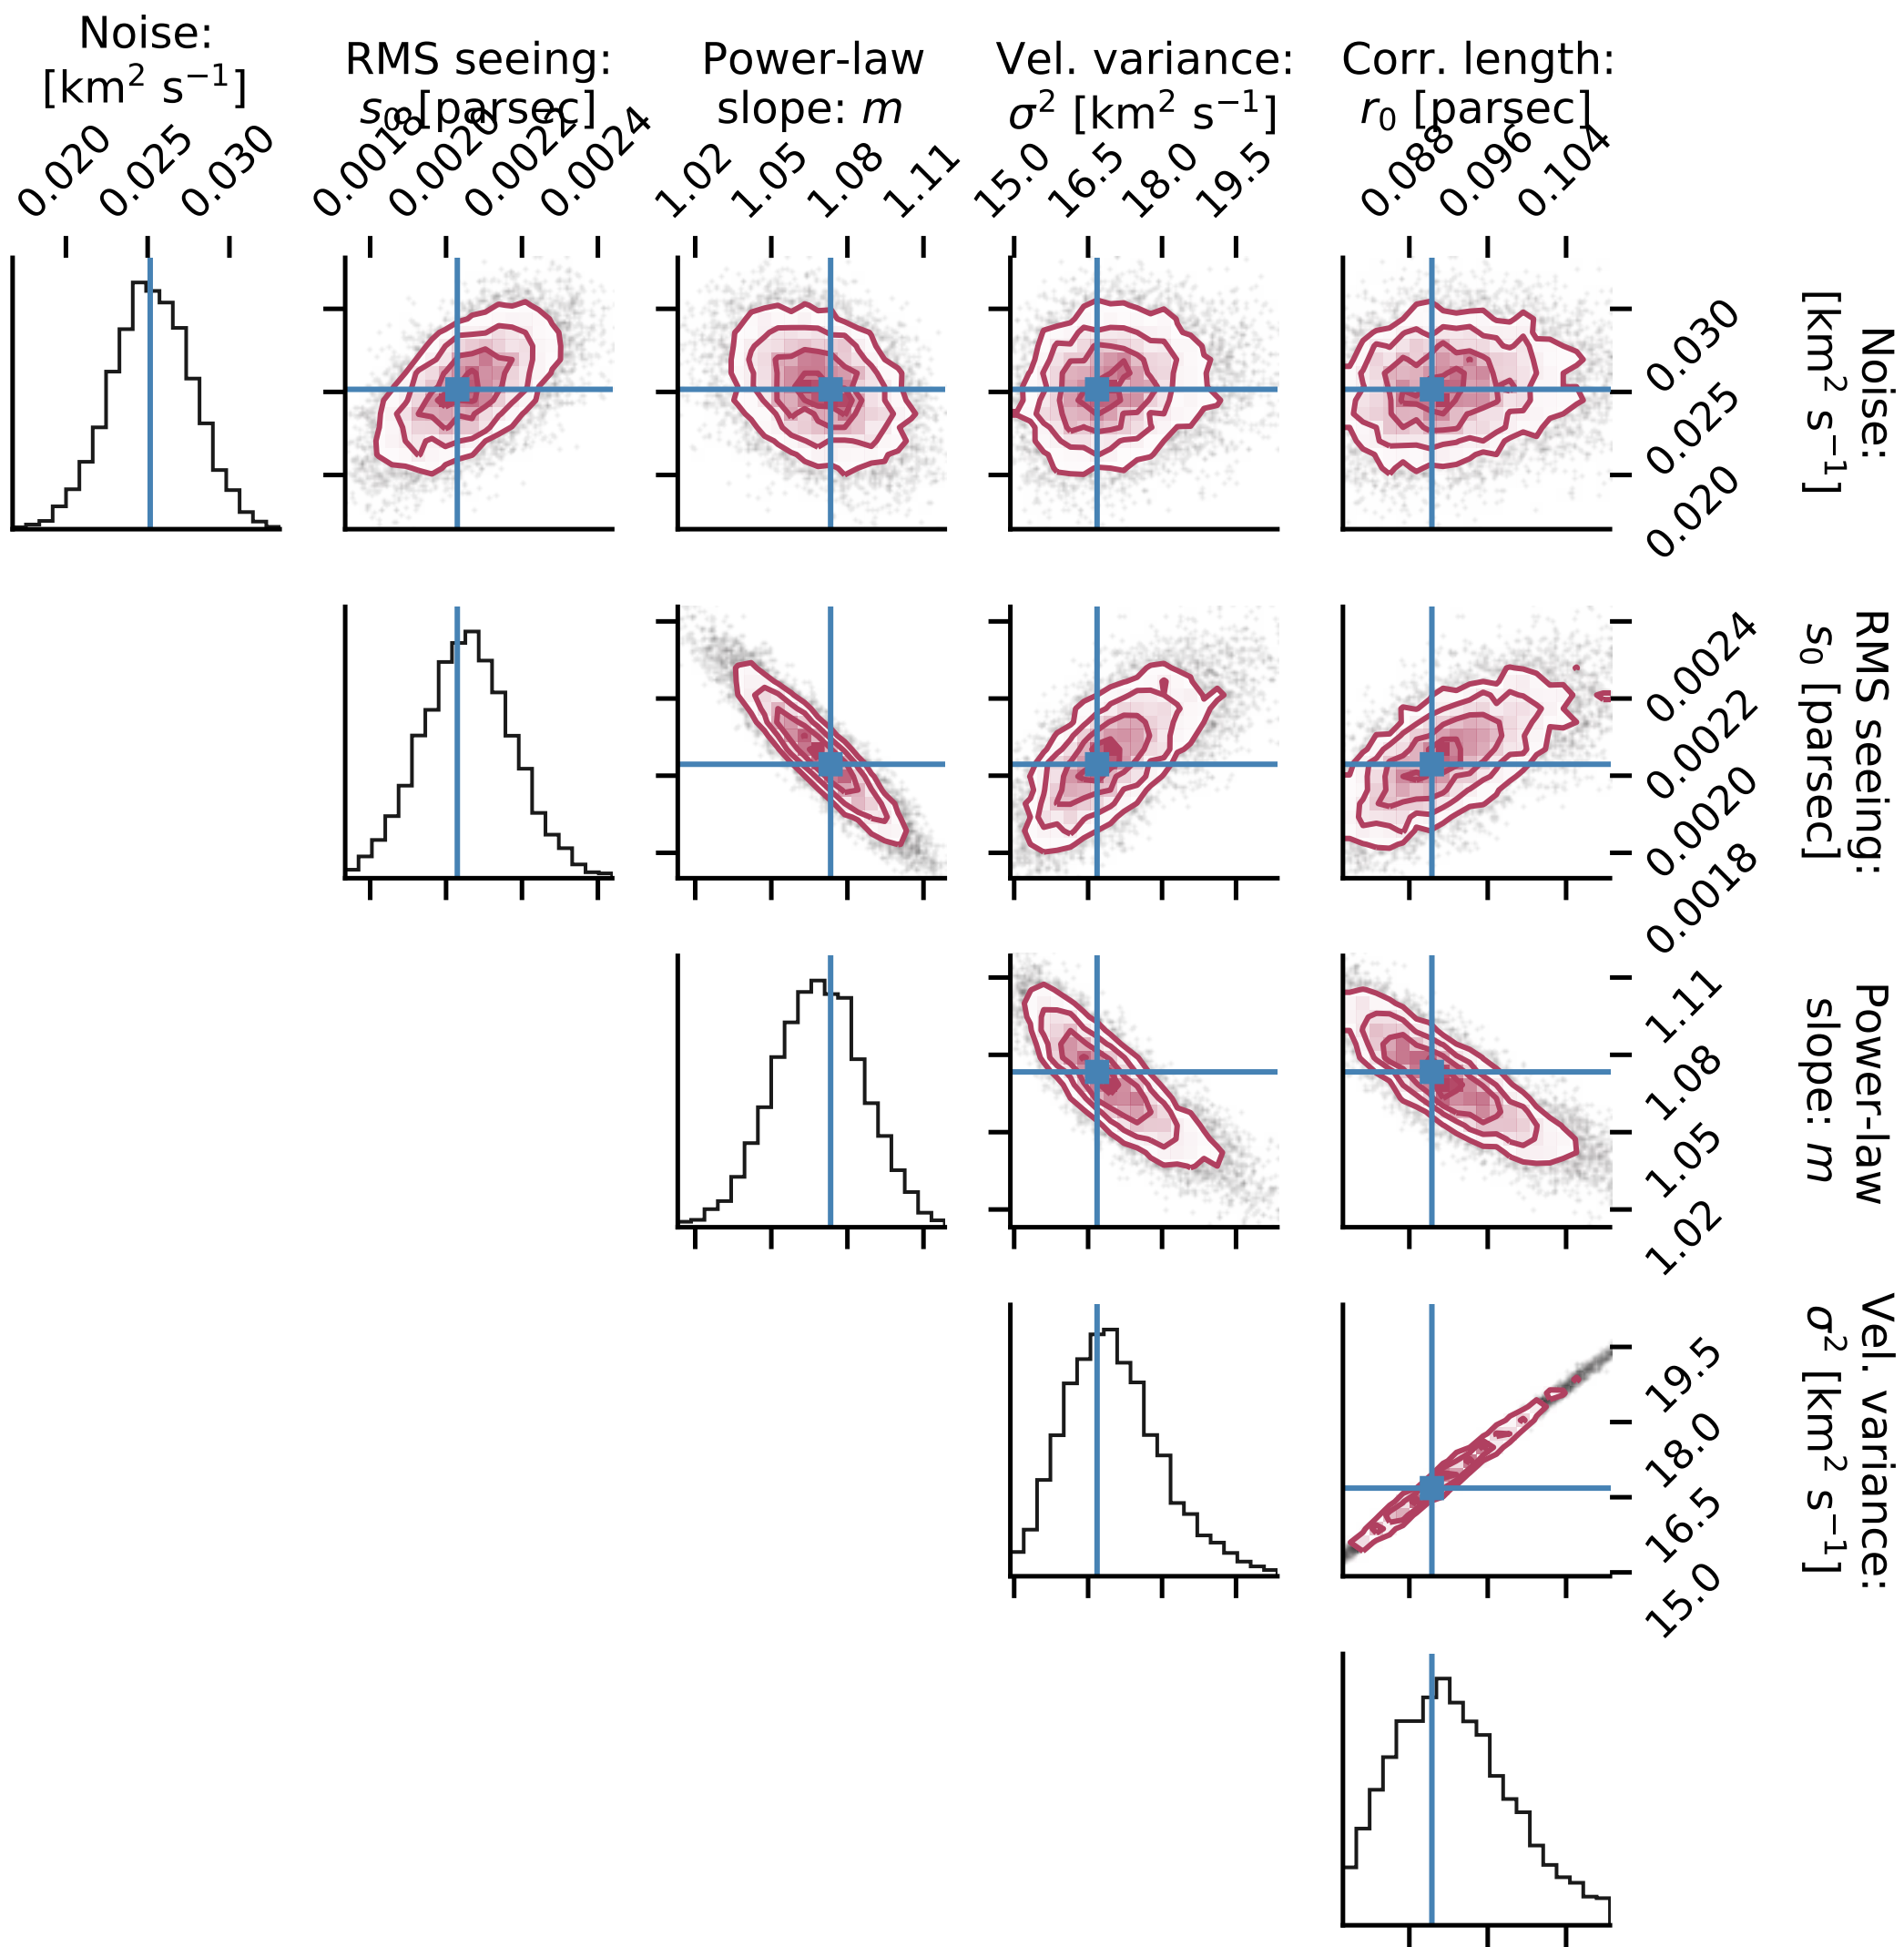 Noise:
[km² s⁻¹]
RMS seeing:
s₀ [parsec]
Power-law
slope: m
Vel. variance:
σ² [km² s⁻¹]
Corr. length:
r₀ [parsec]
0.020 0.025 0.030
0.0018 0.0020 0.0022 0.0024
1.02 1.05 1.08 1.11
15.0 16.5 18.0 19.5
0.088 0.096 0.104
0.030
0.025
0.020
Noise:
[km² s⁻¹]
0.0024
0.0022
0.0020
0.0018
RMS seeing:
s₀ [parsec]
1.11
1.08
1.05
1.02
Power-law
slope: m
19.5
18.0
16.5
15.0
Vel. variance:
σ² [km² s⁻¹]